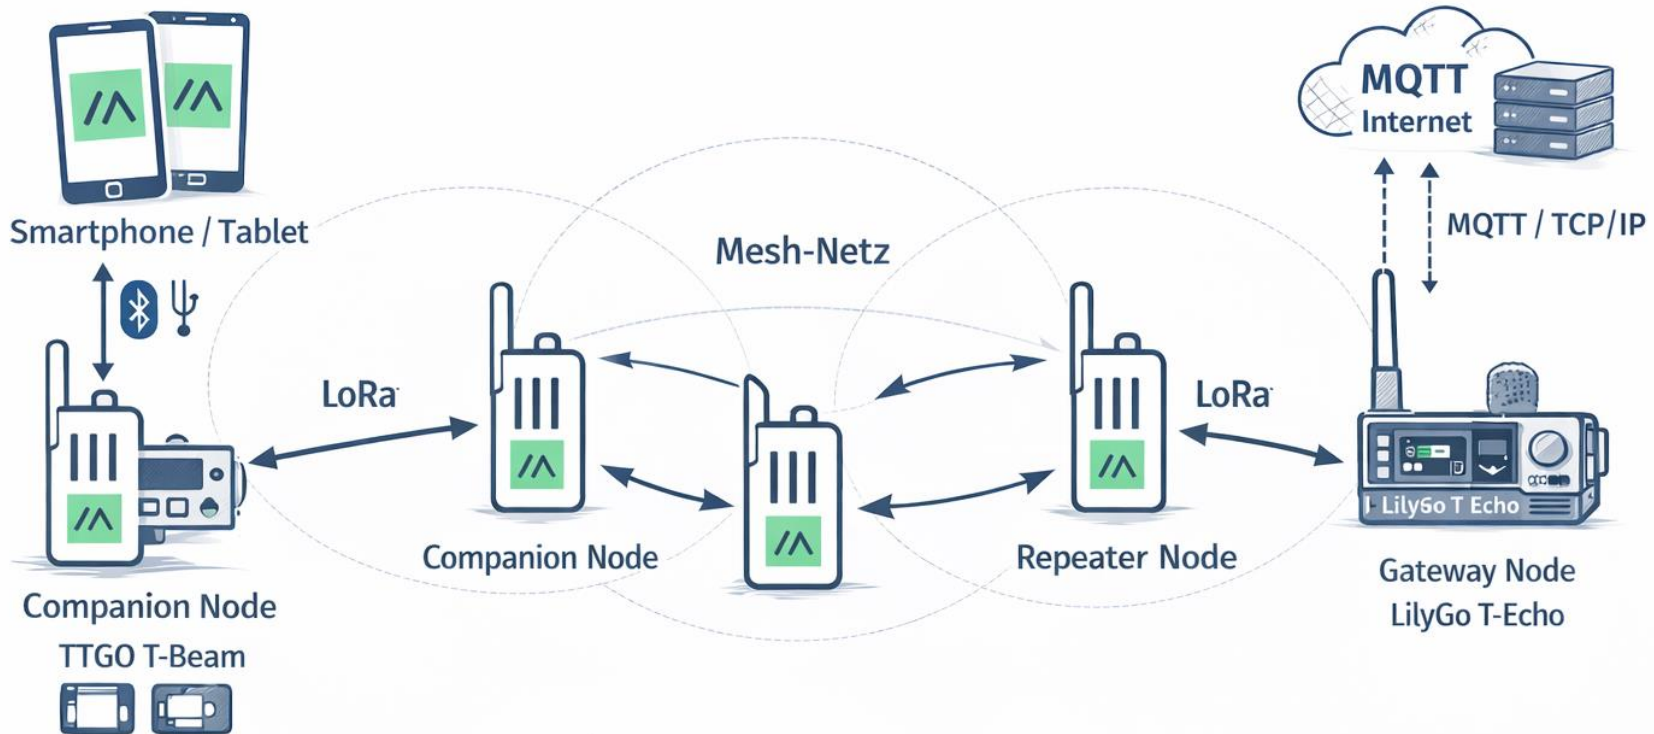 MQTT
Internet
Smartphone / Tablet
MQTT / TCP/IP
Mesh-Netz
LoRa
LoRa
LilyGo T Echo
Companion Node
Repeater Node
Gateway Node
LilyGo T-Echo
Companion Node
TTGO T-Beam